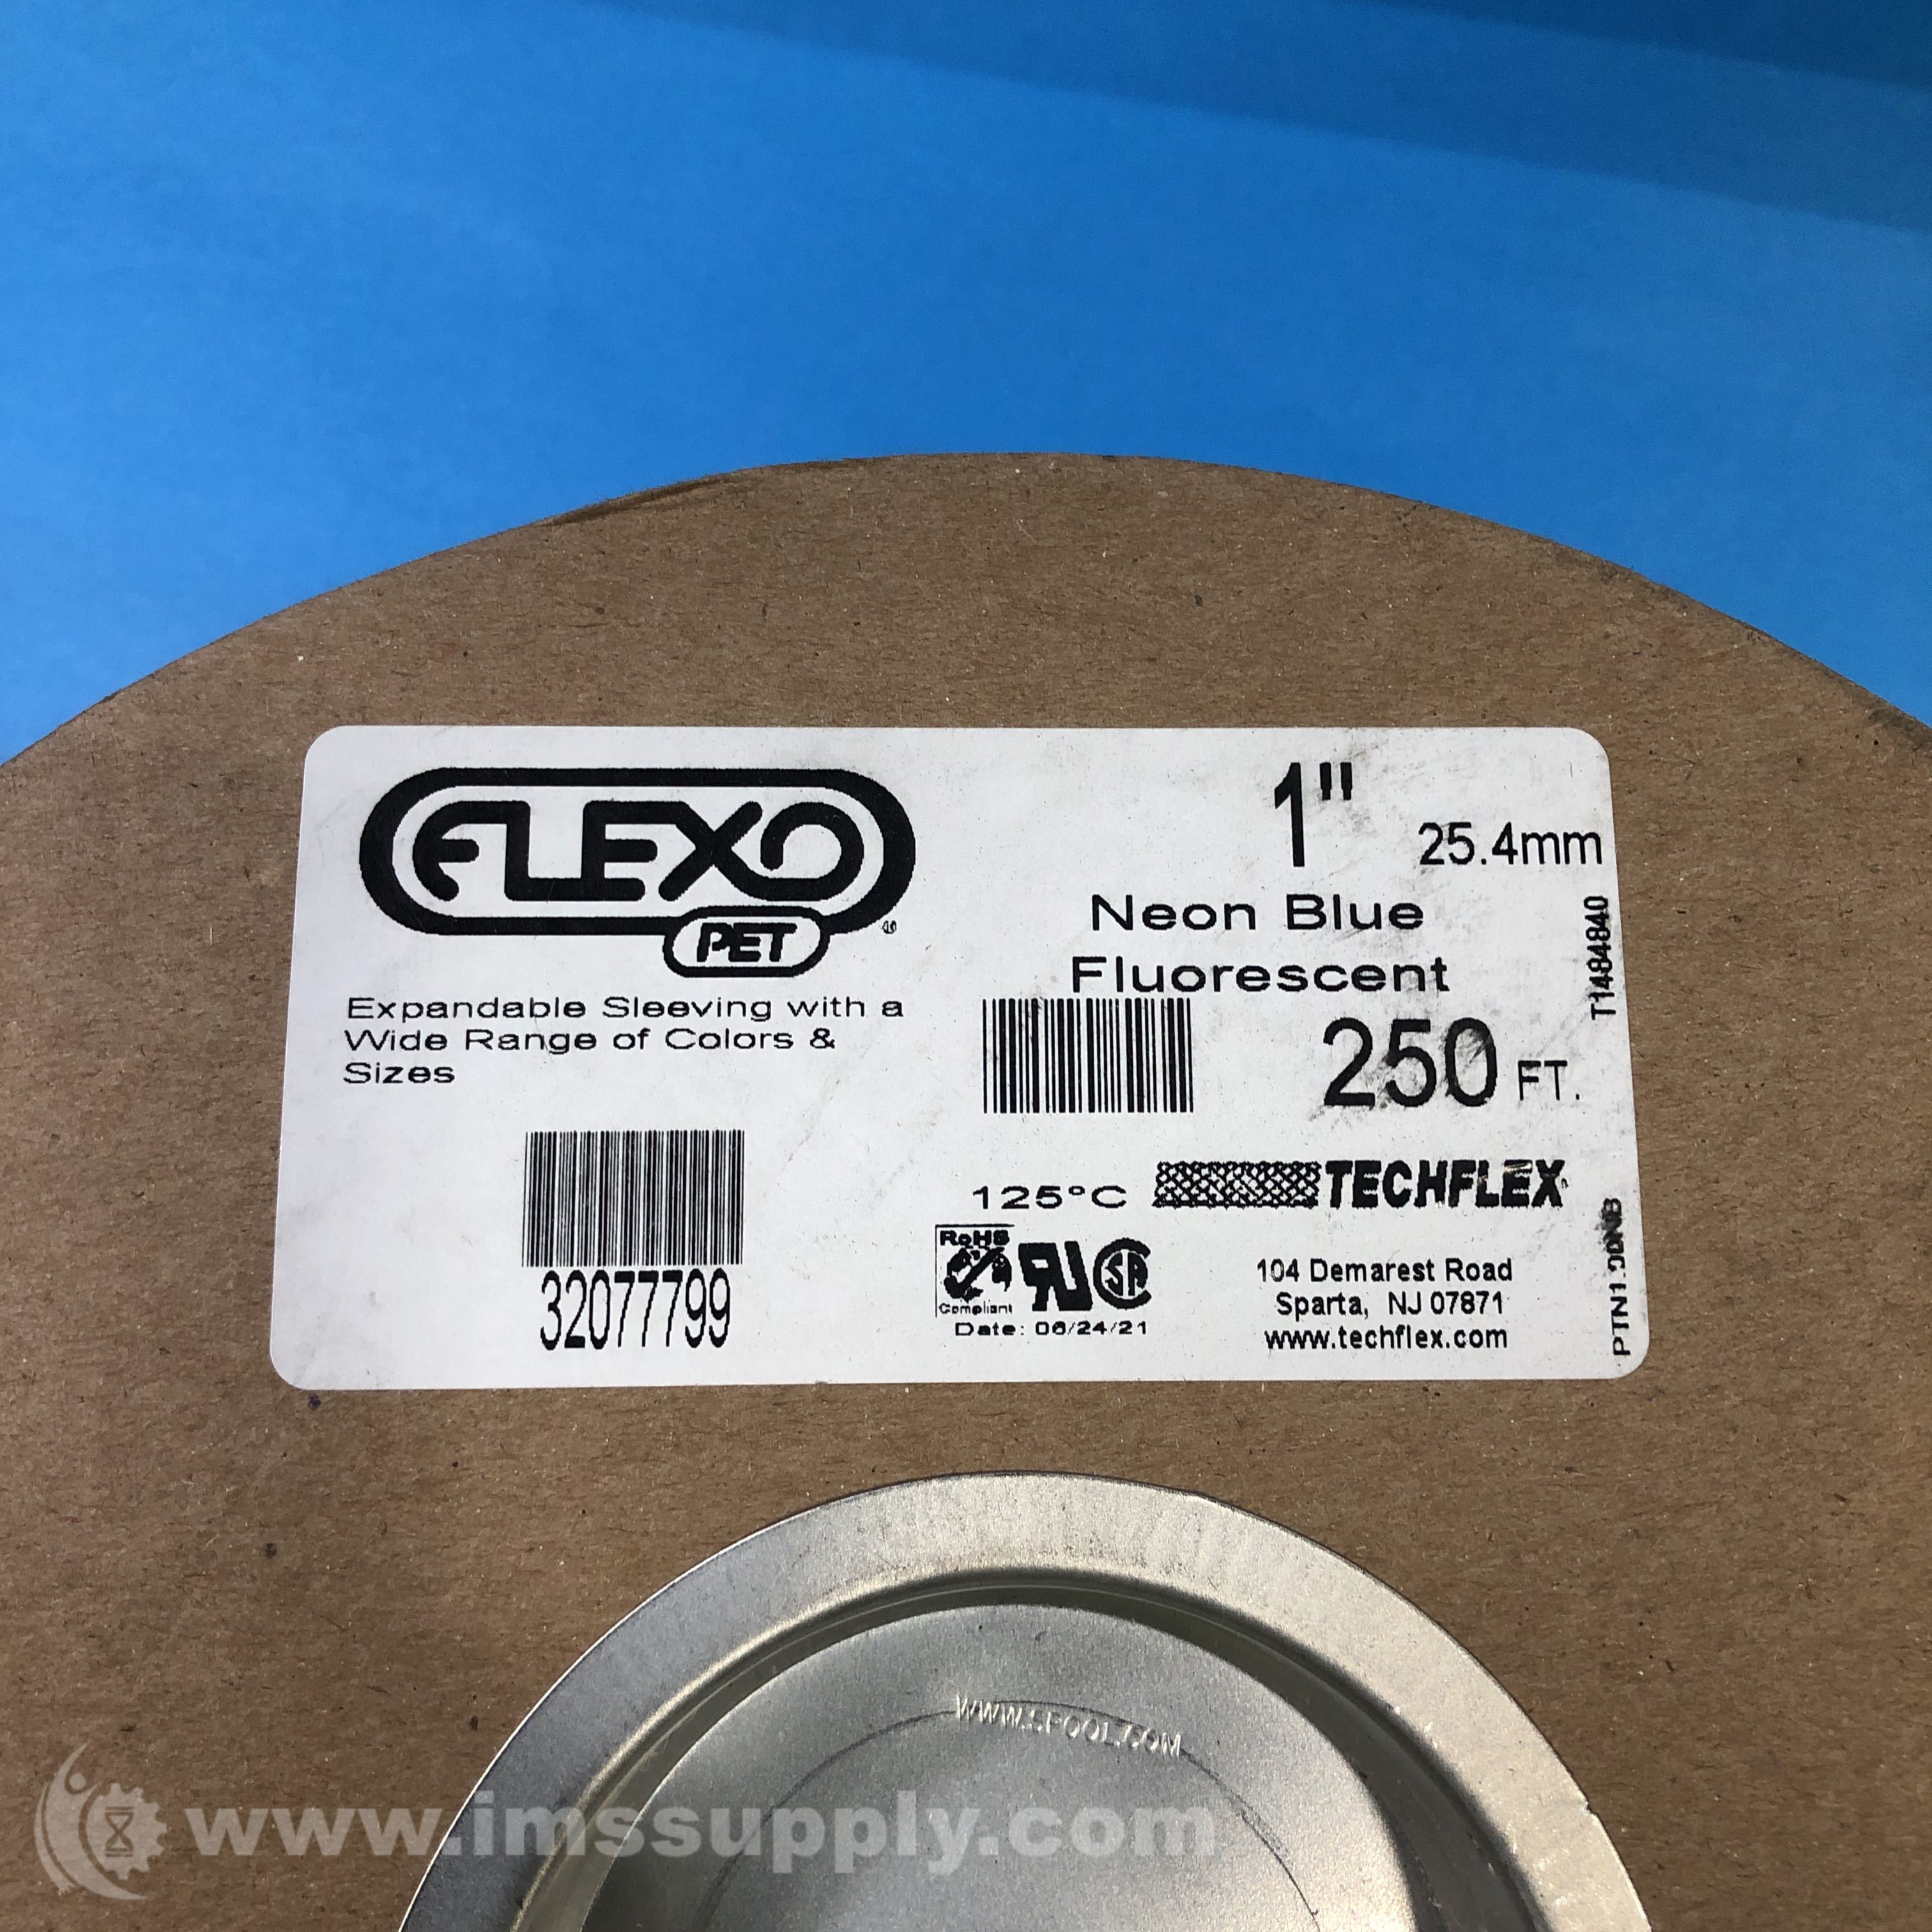 FLEXO
PET
®
Expandable Sleeving with a
Wide Range of Colors &
Sizes
32077799
1" 25.4mm
Neon Blue
Fluorescent
250 FT.
125°C
TECHFLEX
RoHS
Compliant
Date: 06/24/21
104 Demarest Road
Sparta, NJ 07871
www.techflex.com
T1484840
WWW.SPOOL.COM
www.imssupply.com